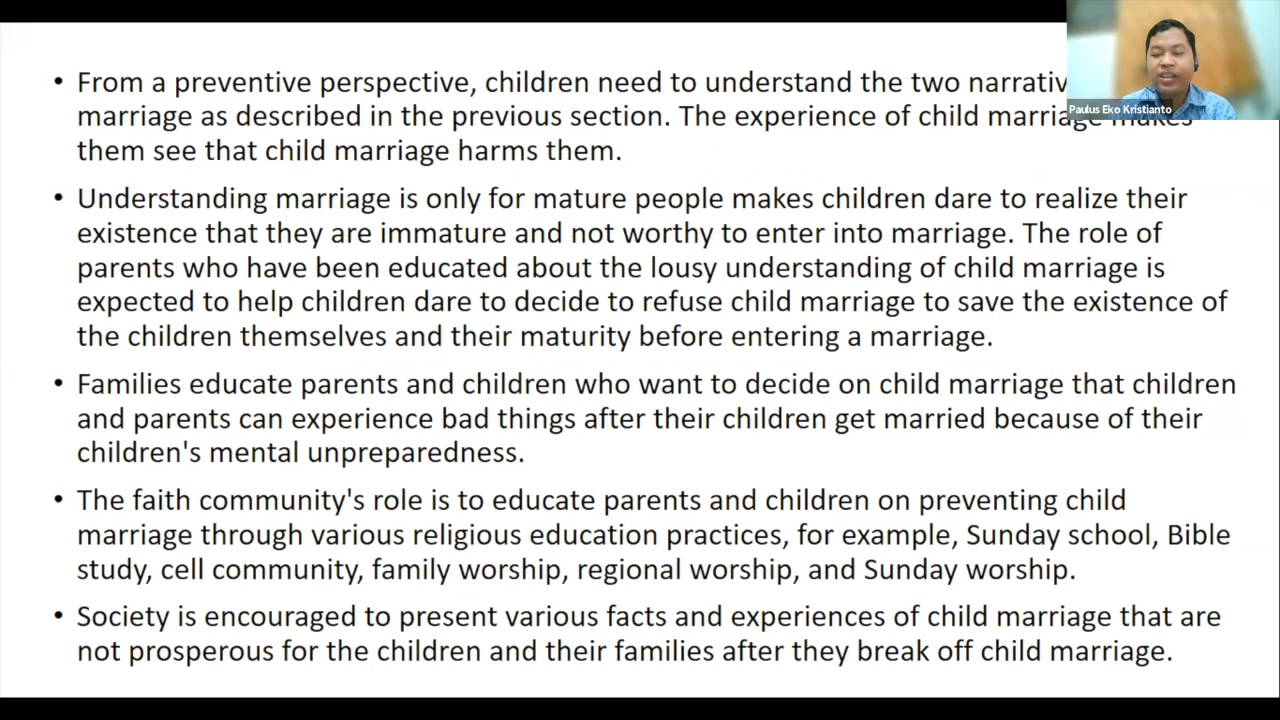 • From a preventive perspective, children need to understand the two
marriage as described in the previous section. The experience of child marriage makes
them see that child marriage harms them.
• Understanding marriage is only for mature people makes children dare to realize their
existence that they are immature and not worthy to enter into marriage. The role of
parents who have been educated about the lousy understanding of child marriage is
expected to help children dare to decide to refuse child marriage to save the existence of
the children themselves and their maturity before entering a marriage.
• Families educate parents and children who want to decide on child marriage that children
and parents can experience bad things after their children get married because of their
children's mental unpreparedness.
• The faith community's role is to educate parents and children on preventing child
marriage through various religious education practices, for example, Sunday school, Bible
study, cell community, family worship, regional worship, and Sunday worship.
• Society is encouraged to present various facts and experiences of child marriage that are
not prosperous for the children and their families after they break off child marriage.
Paulus Eko Kristianto